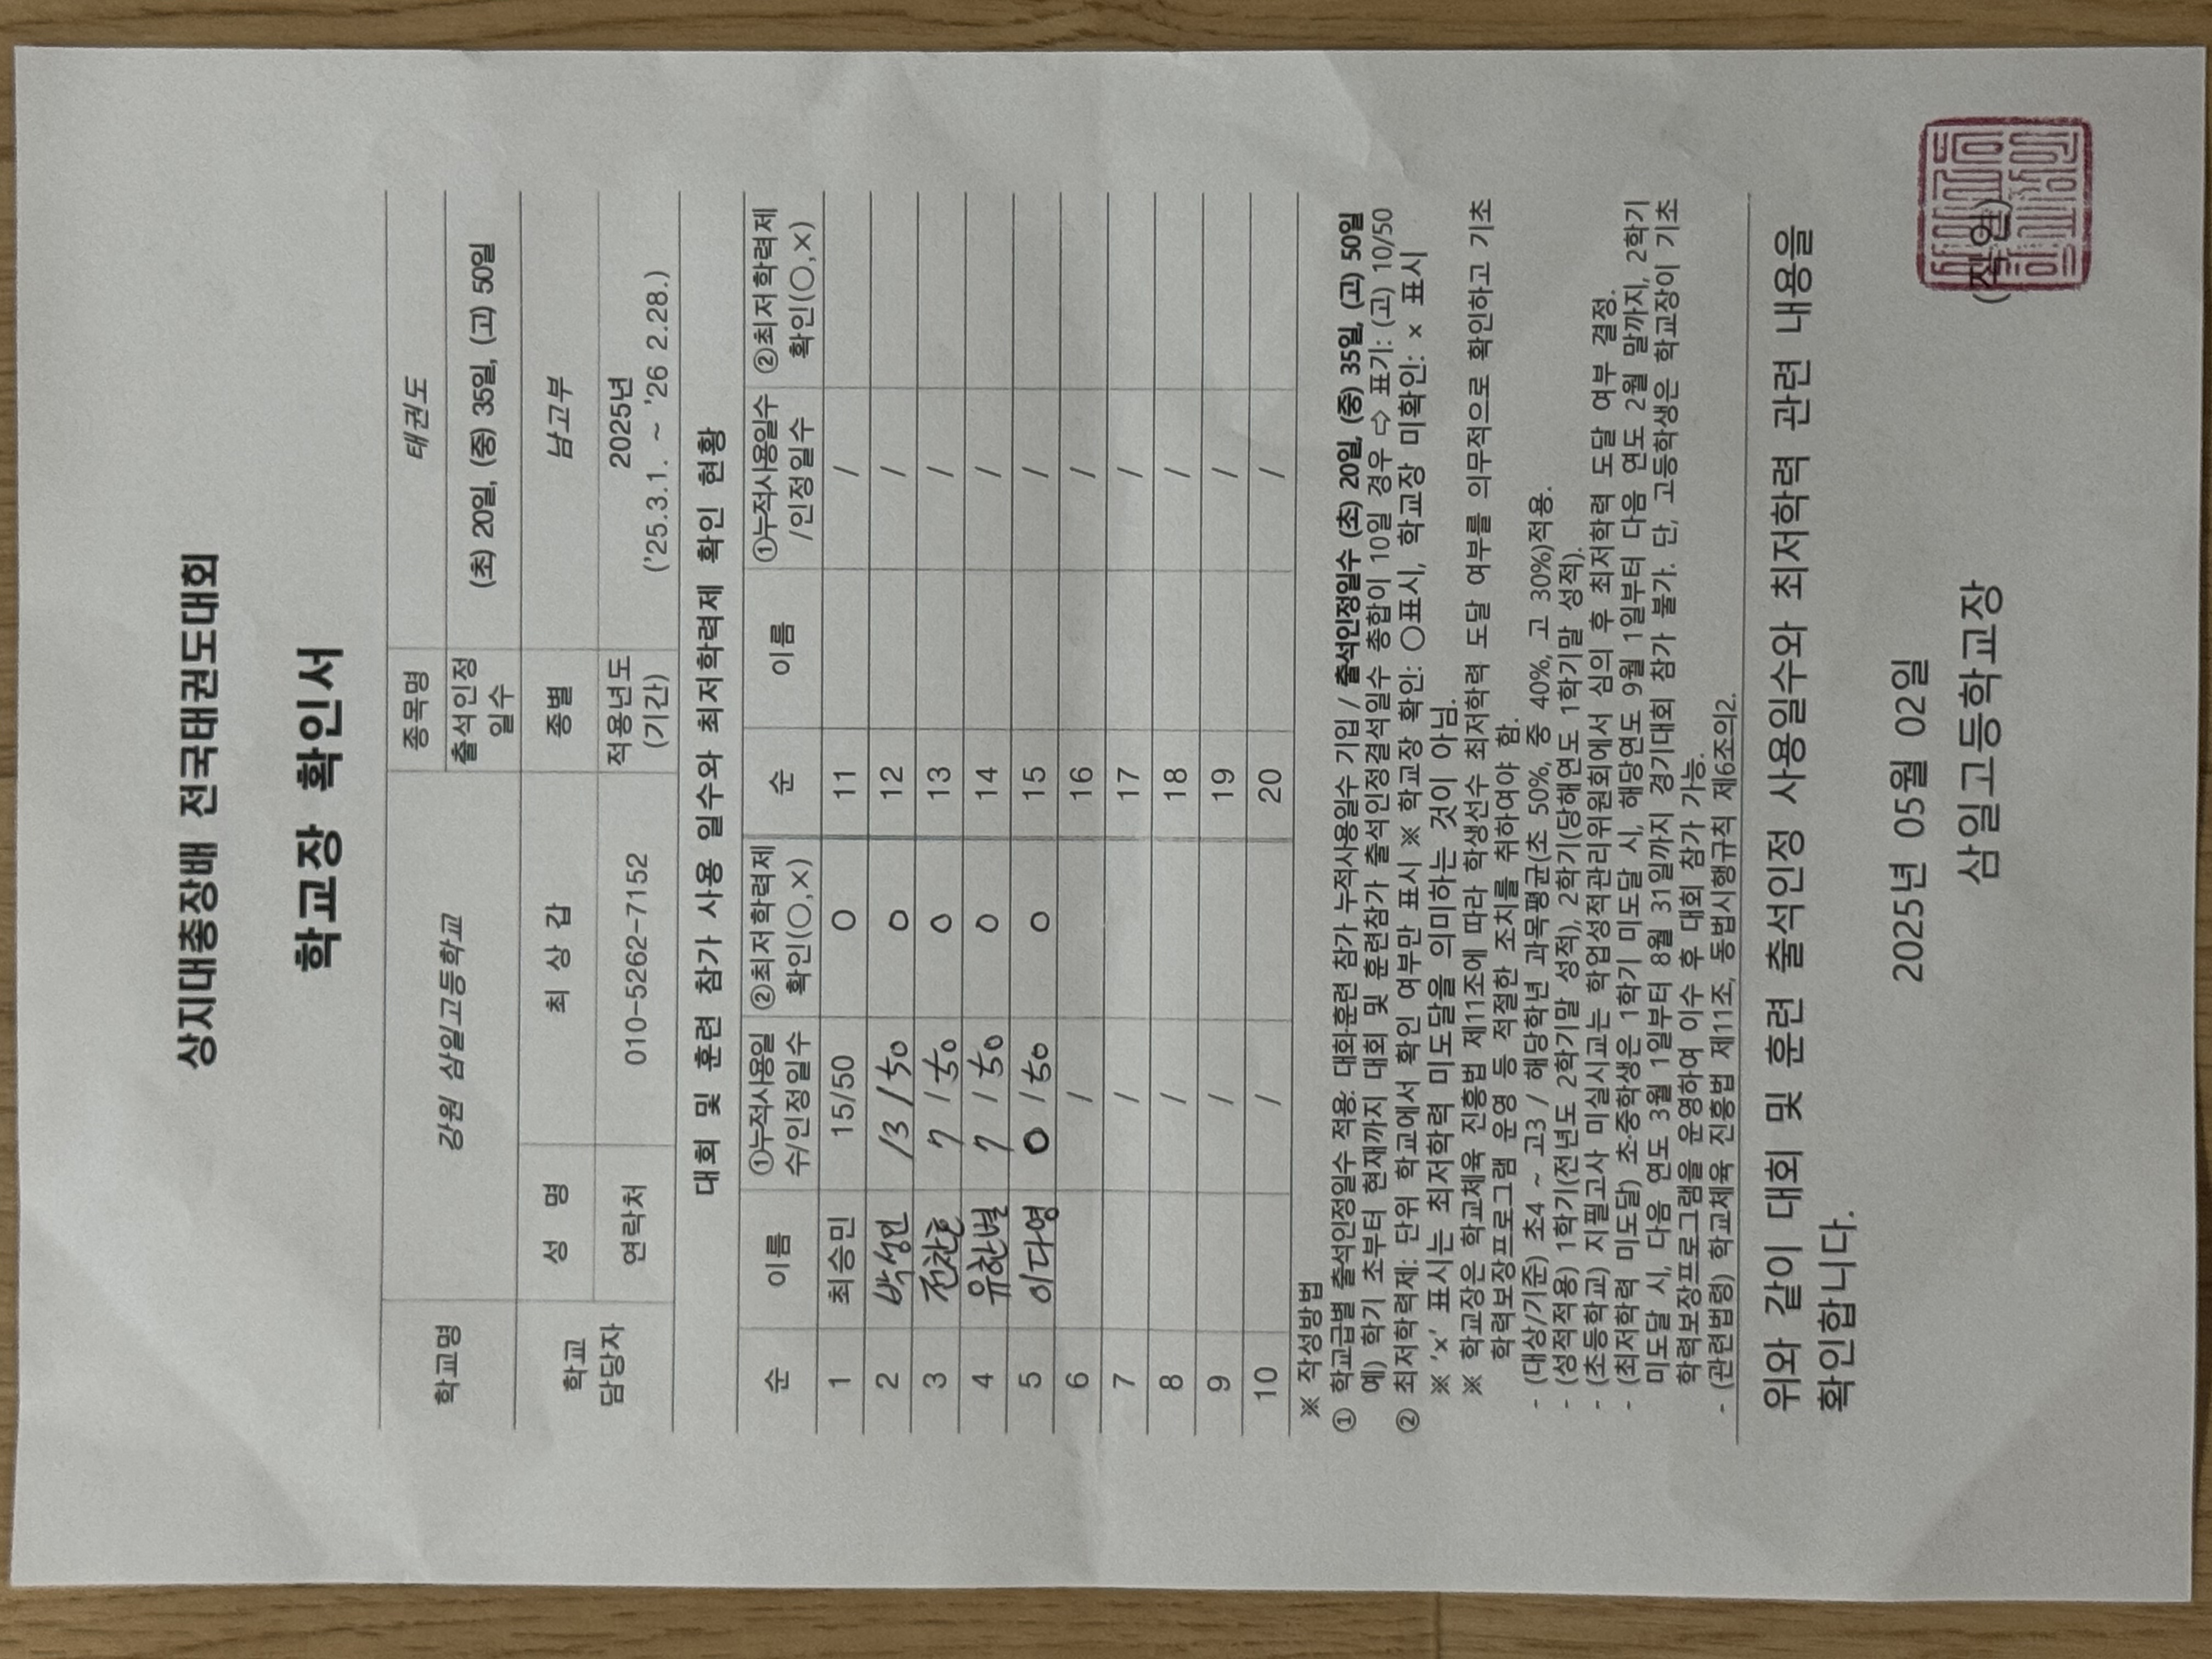 상지대총장배 전국태권도대회
학교장 확인서
학교명 강원 삼일고등학교 종목명 태권도
출석인정 일수 (초) 20일, (중) 35일, (고) 50일
학교 담당자 성 명 최 상 갑 종별 남고부
연락처 010-5262-7152 적용년도 (기간) 2025년 ('25.3.1. ~ '26 2.28.)
대회 및 훈련 참가 사용 일수와 최저학력제 확인 현황
순 이름 ①누적사용일수/인정일수 ②최저학력제 확인(○,×) 순 이름 ①누적사용일수/인정일수 ②최저학력제 확인(○,×)
1 최승민 15/50 ○ 11 /
2 박성민 13/50 ○ 12 /
3 전찬호 7/50 ○ 13 /
4 유한별 7/50 ○ 14 /
5 이다영 0/50 ○ 15 /
6 / 16 /
7 / 17 /
8 / 18 /
9 / 19 /
10 / 20 /
※ 작성방법
① 학교급별 출석인정일수 적용: 대회·훈련 참가 누적사용일수 기입 / 출석인정일수 (초) 20일, (중) 35일, (고) 50일
예) 학기 초부터 현재까지 대회 및 훈련참가 출석인정결석일수 총합이 10일 경우 ⇨ 표기: (고) 10/50
② 최저학력제: 단위 학교에서 확인 여부만 표시 ※ 학교장 확인: ○표시, 학교장 미확인: × 표시
※ 'x' 표시는 최저학력 미도달을 의미하는 것이 아님.
※ 학교장은 학교체육 진흥법 제11조에 따라 학생선수 최저학력 도달 여부를 의무적으로 확인하고 기초
학력보장프로그램 운영 등 적절한 조치를 취하여야 함.
- (대상/기준) 초4 ~ 고3 / 해당학년 과목평균(초 50%, 중 40%, 고 30%)적용.
- (성적적용) 1학기(전년도 2학기말 성적), 2학기(당해연도 1학기말 성적).
- (초등학교) 지필고사 미실시교는 학업성적관리위원회에서 심의 후 최저학력 도달 여부 결정.
- (최저학력 미도달) 초·중학생은 1학기 미도달 시, 해당연도 9월 1일부터 다음 연도 2월 말까지, 2학기
미도달 시, 다음 연도 3월 1일부터 8월 31일까지 경기대회 참가 불가. 단, 고등학생은 학교장이 기초
학력보장프로그램을 운영하여 이수 후 대회 참가 가능.
- (관련법령) 학교체육 진흥법 제11조, 동법시행규칙 제6조의2.
위와 같이 대회 및 훈련 출석인정 사용일수와 최저학력 관련 내용을
확인합니다.
2025년 05월 02일
삼일고등학교장 (직인)